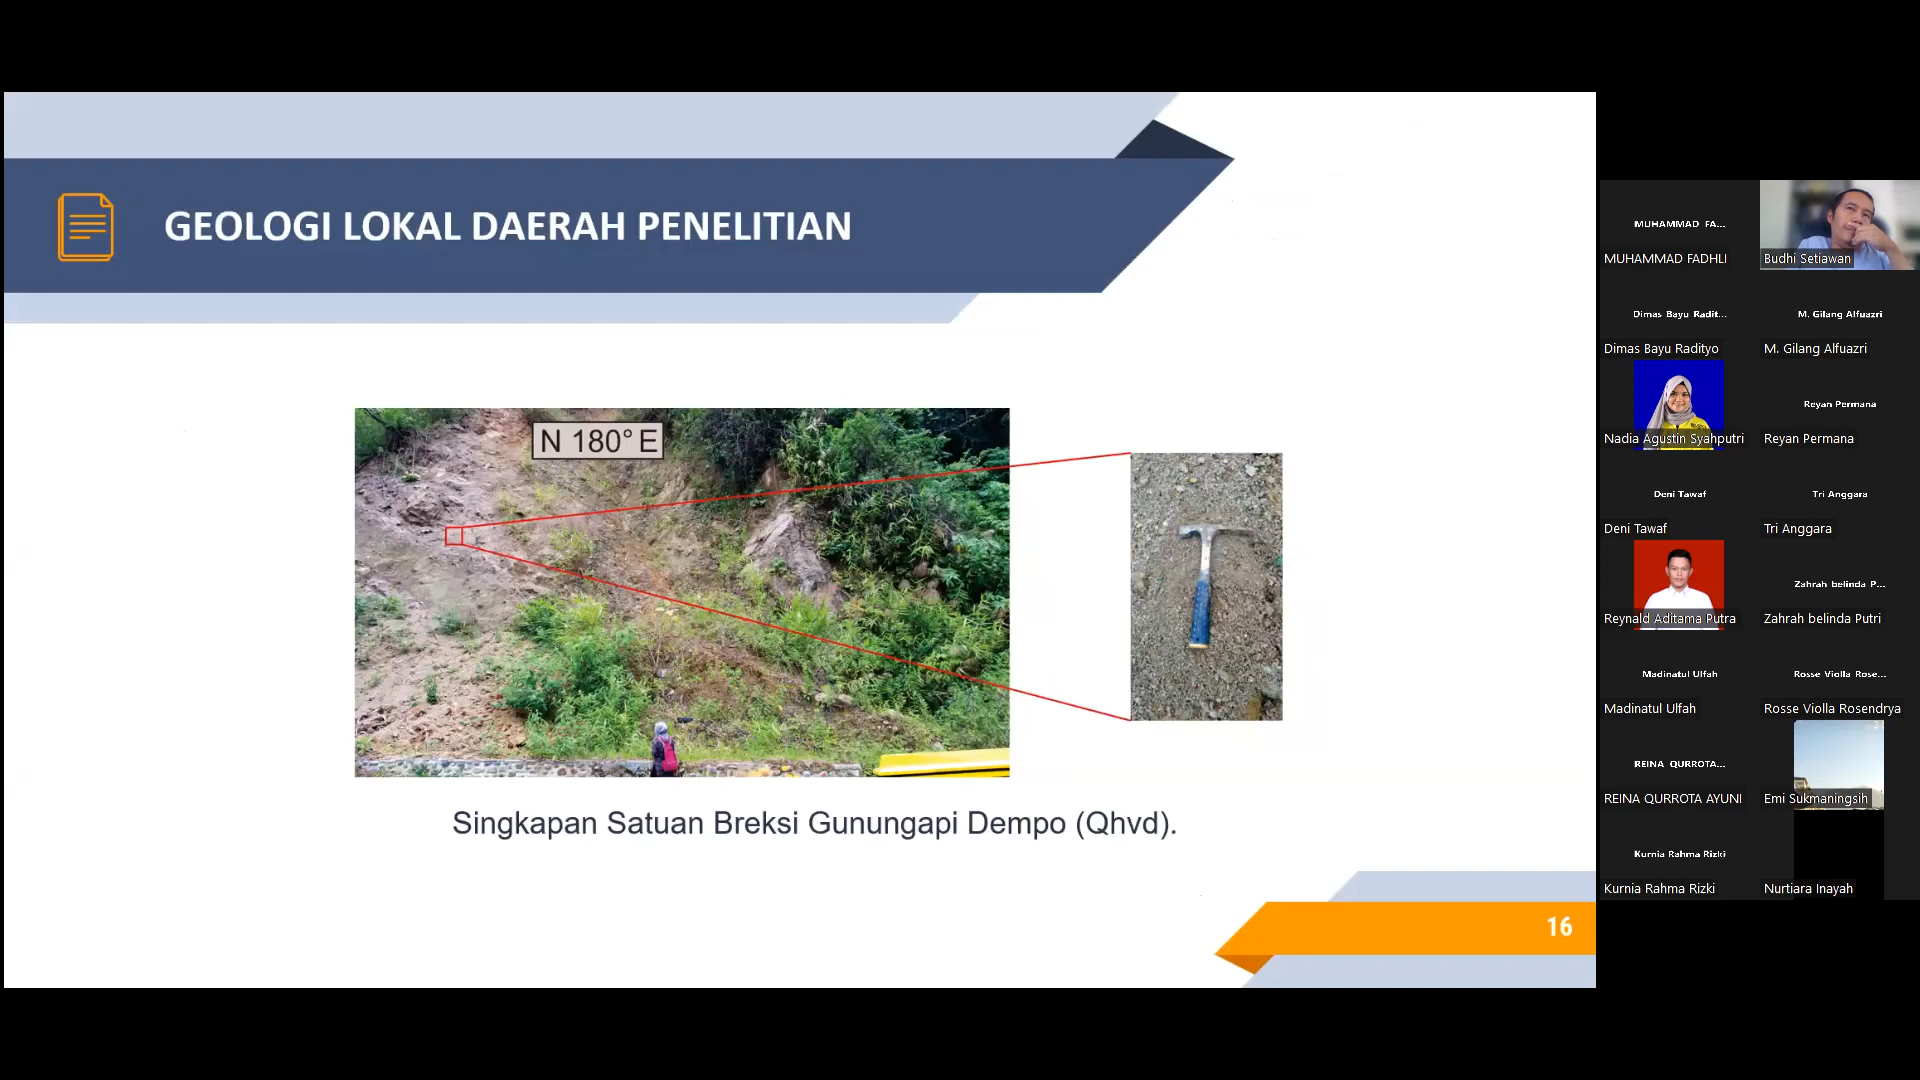 GEOLOGI LOKAL DAERAH PENELITIAN
N 180° E
Singkapan Satuan Breksi Gunungapi Dempo (Qhvd).
16
MUHAMMAD FA...
MUHAMMAD FADHLI
Budhi Setiawan
Dimas Bayu Radit...
Dimas Bayu Radityo
M. Gilang Alfuazri
M. Gilang Alfuazri
Nadia Agustin Syahputri
Reyan Permana
Reyan Permana
Deni Tawaf
Deni Tawaf
Tri Anggara
Tri Anggara
Reynald Aditama Putra
Zahrah belinda P...
Zahrah belinda Putri
Madinatul Ulfah
Madinatul Ulfah
Rosse Violla Rose...
Rosse Violla Rosendrya
REINA QURROTA...
REINA QURROTA AYUNI
Emi Sukmaningsih
Kurnia Rahma Rizki
Kurnia Rahma Rizki
Nurtiara Inayah